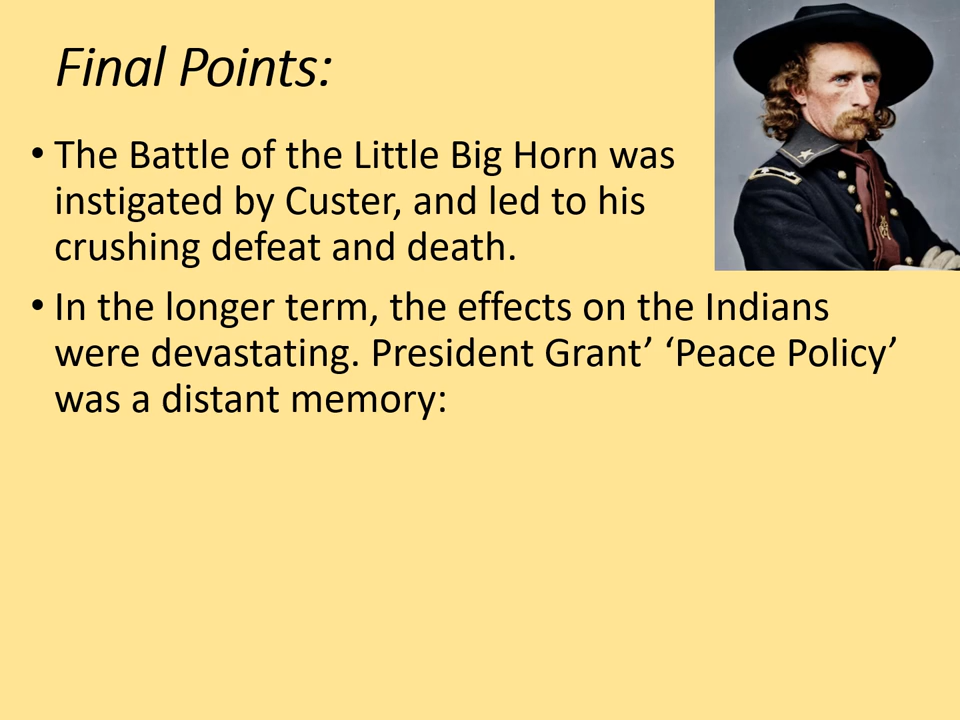 Final Points:
• The Battle of the Little Big Horn was
instigated by Custer, and led to his
crushing defeat and death.
• In the longer term, the effects on the Indians
were devastating. President Grant’ ‘Peace Policy’
was a distant memory: